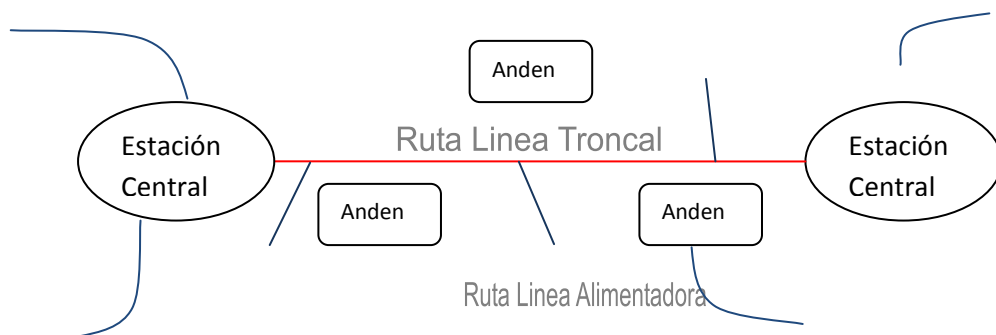 Anden
Ruta Linea Troncal
Estación
Central
Estación
Central
Anden
Anden
Ruta Linea Alimentadora